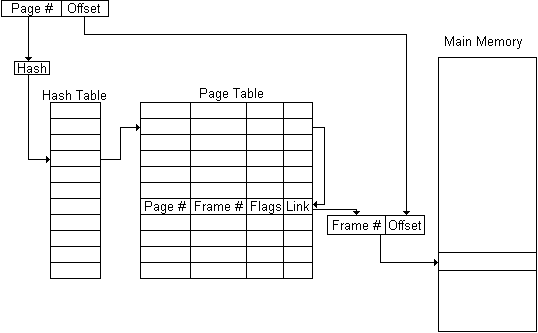 Page # Offset
Main Memory
Hash
Hash Table
Page Table
Page # Frame # Flags Link
Frame # Offset